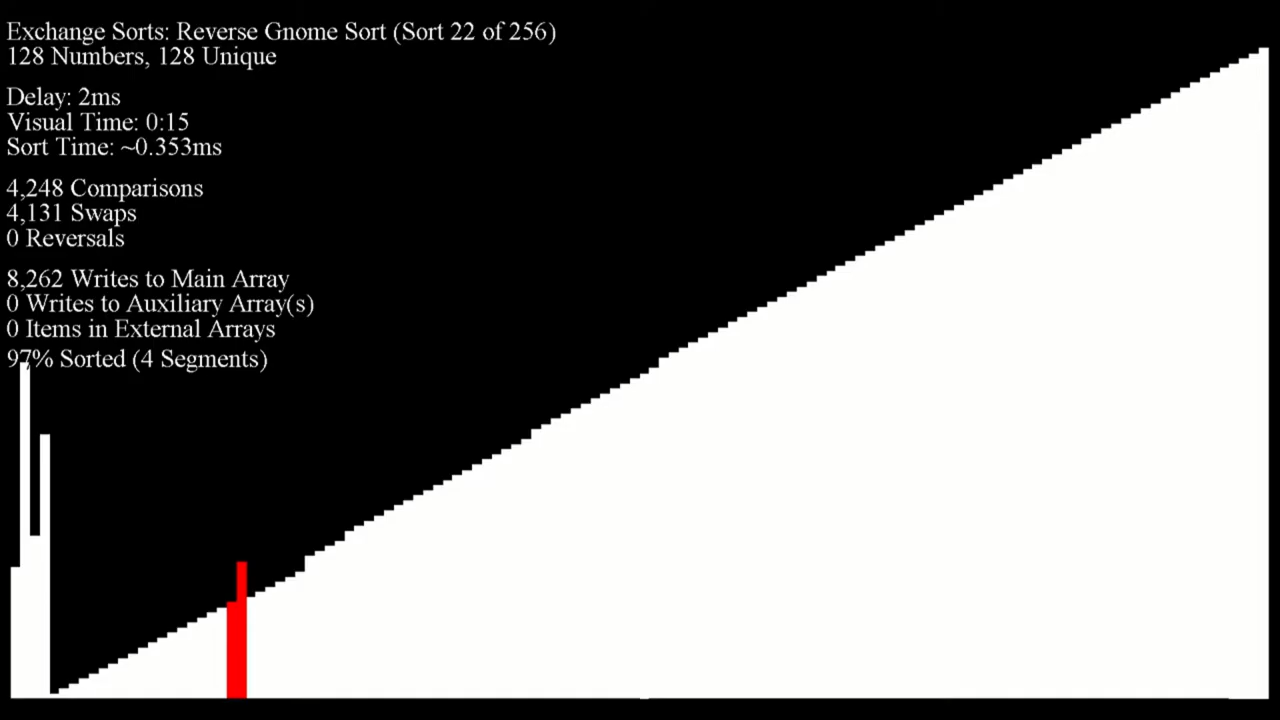 Exchange Sorts: Reverse Gnome Sort (Sort 22 of 256)
128 Numbers, 128 Unique
Delay: 2ms
Visual Time: 0:15
Sort Time: ~0.353ms
4,248 Comparisons
4,131 Swaps
0 Reversals
8,262 Writes to Main Array
0 Writes to Auxiliary Array(s)
0 Items in External Arrays
97% Sorted (4 Segments)